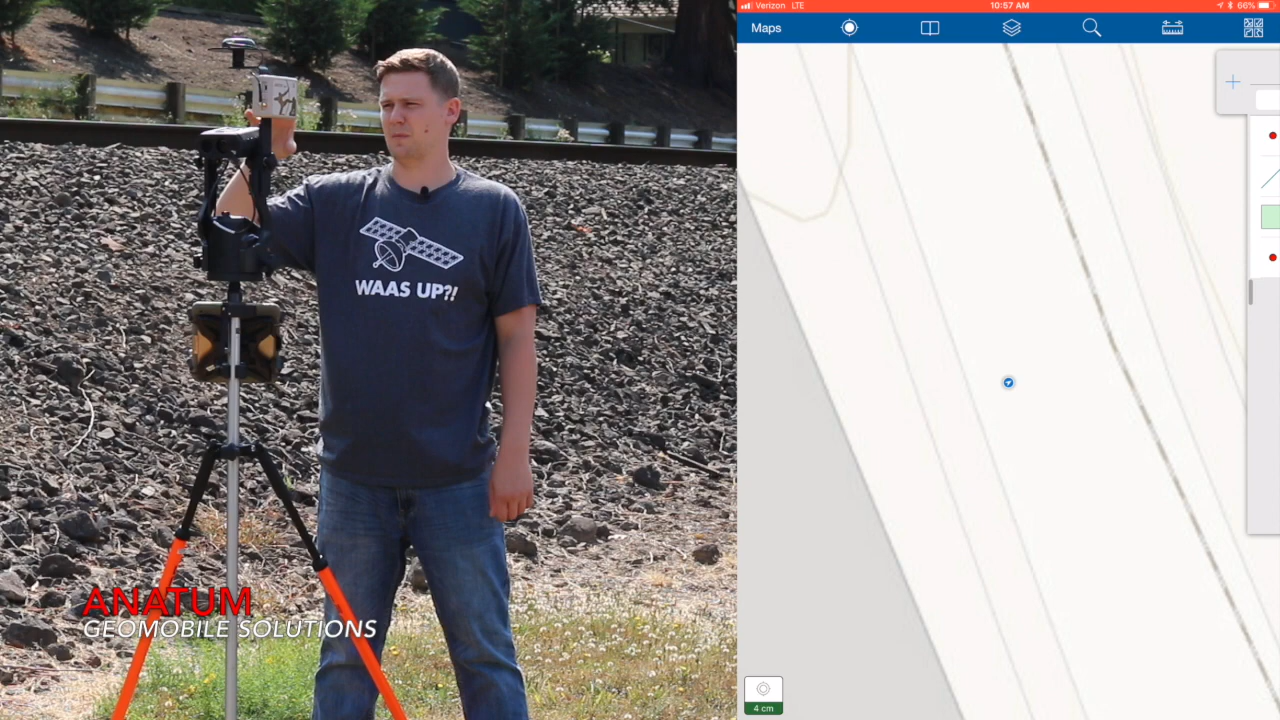 WAAS UP?!
ANATUM
GEOMOBILE SOLUTIONS
Verizon LTE
10:57 AM
66%
Maps
4 cm